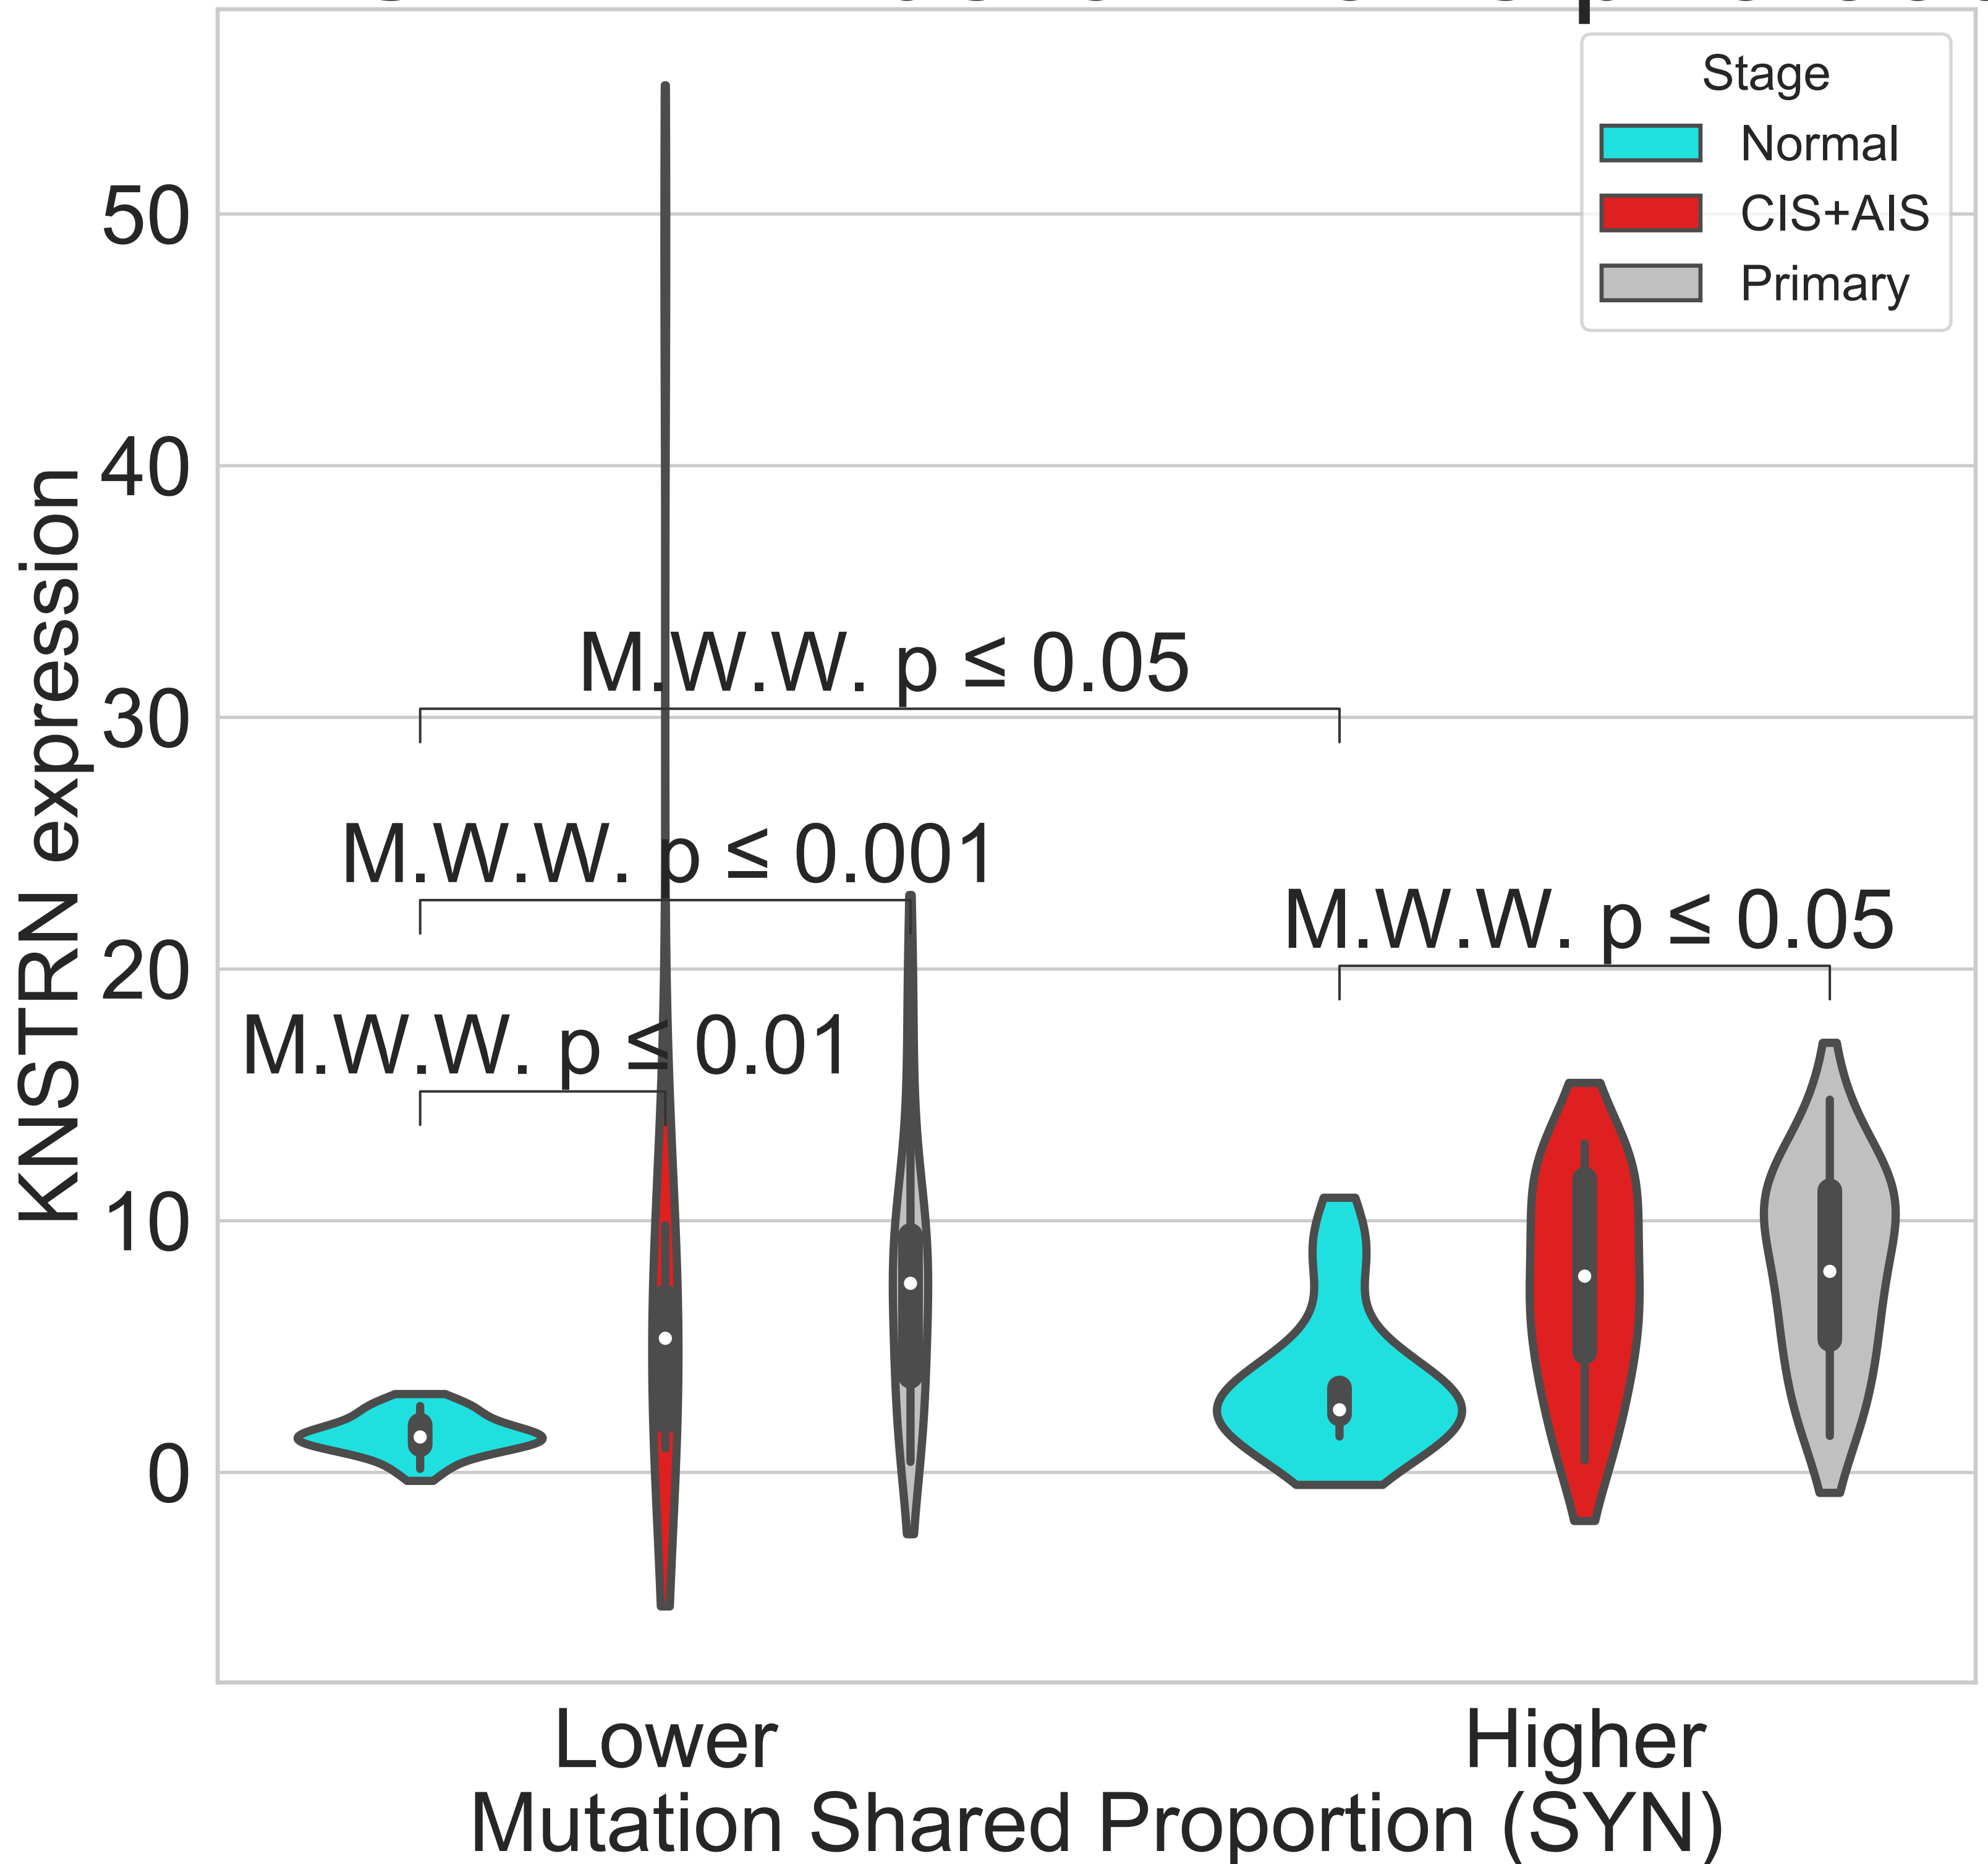 Stage
Normal
CIS+AIS
Primary
50
40
30
20
10
0
KNSTRN expression
M.W.W. p ≤ 0.05
M.W.W. p ≤ 0.001
M.W.W. p ≤ 0.05
M.W.W. p ≤ 0.01
Lower
Higher
Mutation Shared Proportion (SYN)